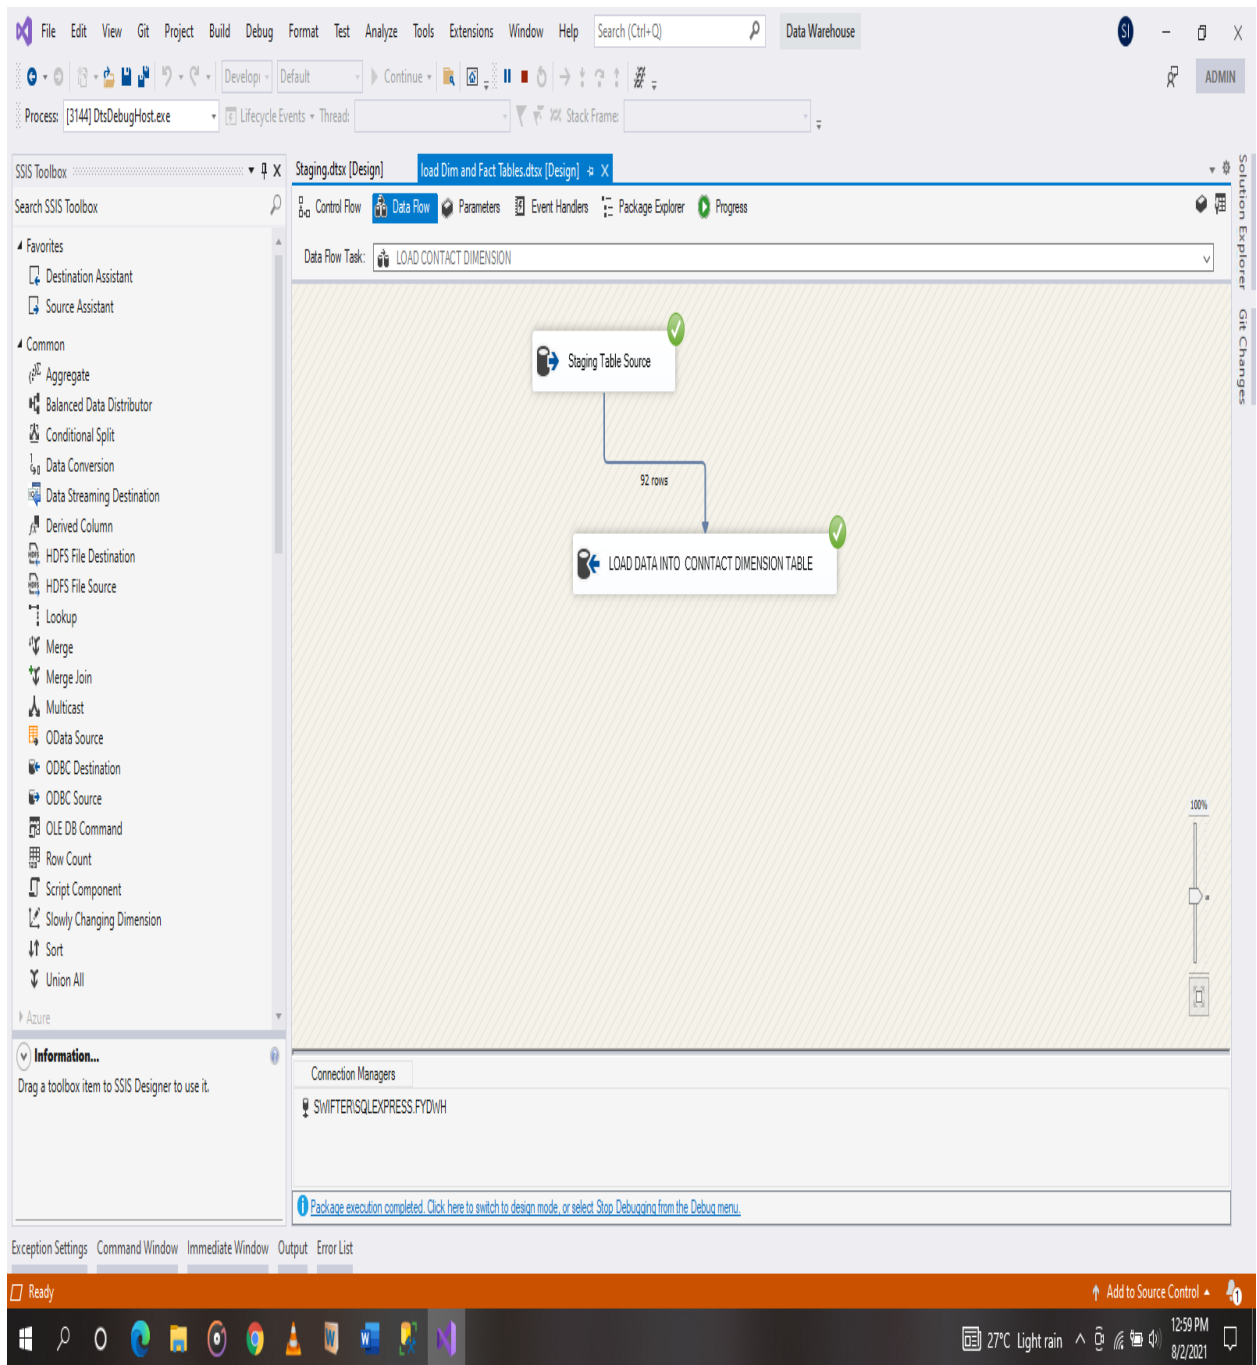 File Edit View Git Project Build Debug Format Test Analyze Tools Extensions Window Help Search (Ctrl+Q) Data Warehouse SI
Develop Default Continue ADMIN
Process: [3144] DtsDebugHost.exe Lifecycle Events Thread: Stack Frame:
SSIS Toolbox
Staging.dtsx [Design] load Dim and Fact Tables.dtsx [Design]
Search SSIS Toolbox
Control Flow Data Flow Parameters Event Handlers Package Explorer Progress
Data Flow Task: LOAD CONTACT DIMENSION
Favorites
Destination Assistant
Source Assistant
Common
Aggregate
Balanced Data Distributor
Conditional Split
Data Conversion
Data Streaming Destination
Derived Column
HDFS File Destination
HDFS File Source
Lookup
Merge
Merge Join
Multicast
OData Source
ODBC Destination
ODBC Source
OLE DB Command
Row Count
Script Component
Slowly Changing Dimension
Sort
Union All
Azure
Information...
Drag a toolbox item to SSIS Designer to use it.
Staging Table Source
92 rows
LOAD DATA INTO CONNTACT DIMENSION TABLE
100%
Connection Managers
SWIFTER\SQLEXPRESS.FYDWH
Package execution completed. Click here to switch to design mode, or select Stop Debugging from the Debug menu.
Solution Explorer
Git Changes
Exception Settings Command Window Immediate Window Output Error List
Ready Add to Source Control 1
27°C Light rain 12:59 PM
8/2/2021